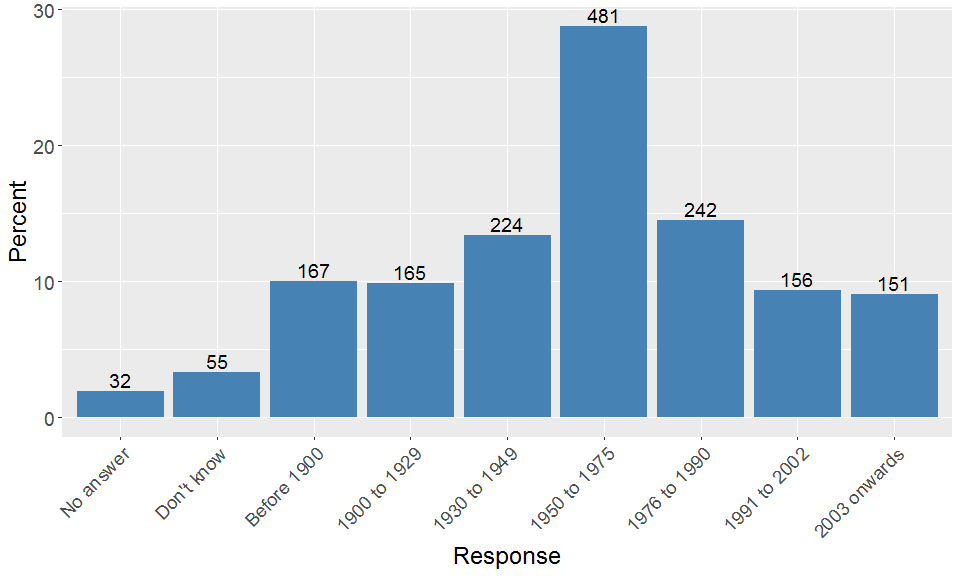 30
20
10
0
Percent
32
55
167
165
224
481
242
156
151
No answer
Don't know
Before 1900
1900 to 1929
1930 to 1949
1950 to 1975
1976 to 1990
1991 to 2002
2003 onwards
Response